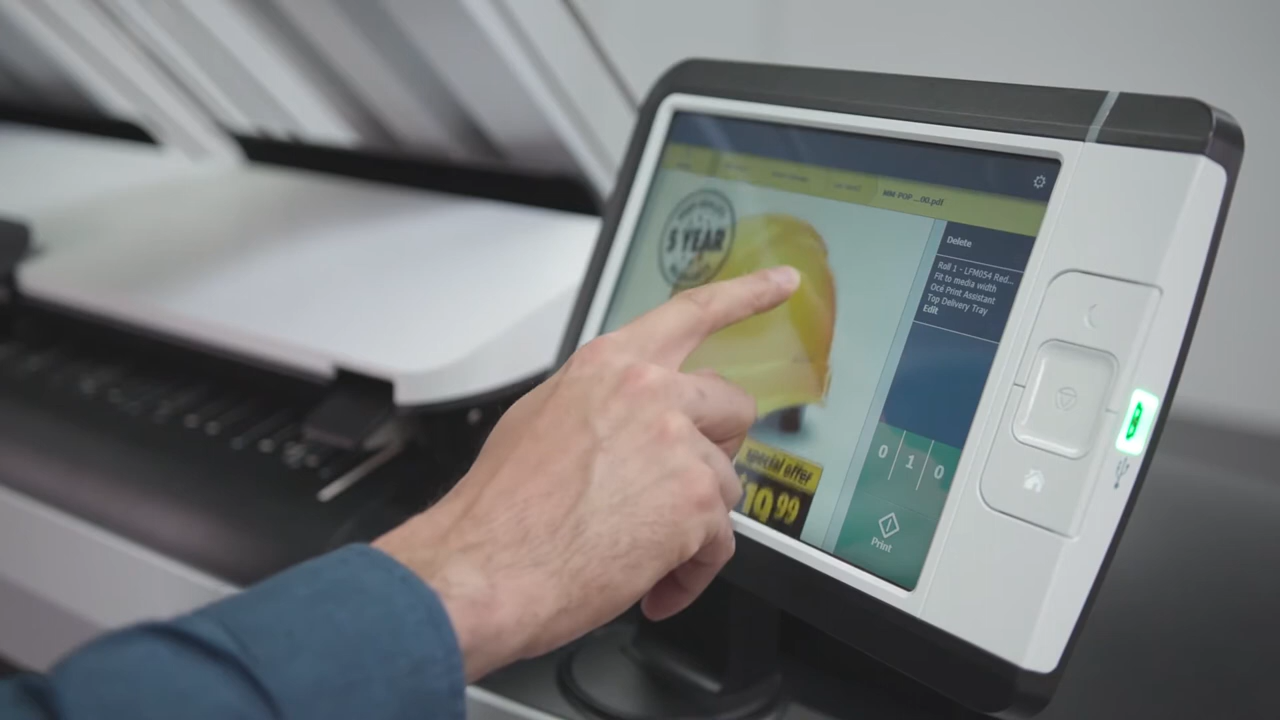 MM-POP ...00.pdf
5 YEAR
Delete
Roll 1 - LFM054 Red...
Fit to media width
Océ Print Assistant
Top Delivery Tray
Edit
special offer
19.99
0 1 0
Print